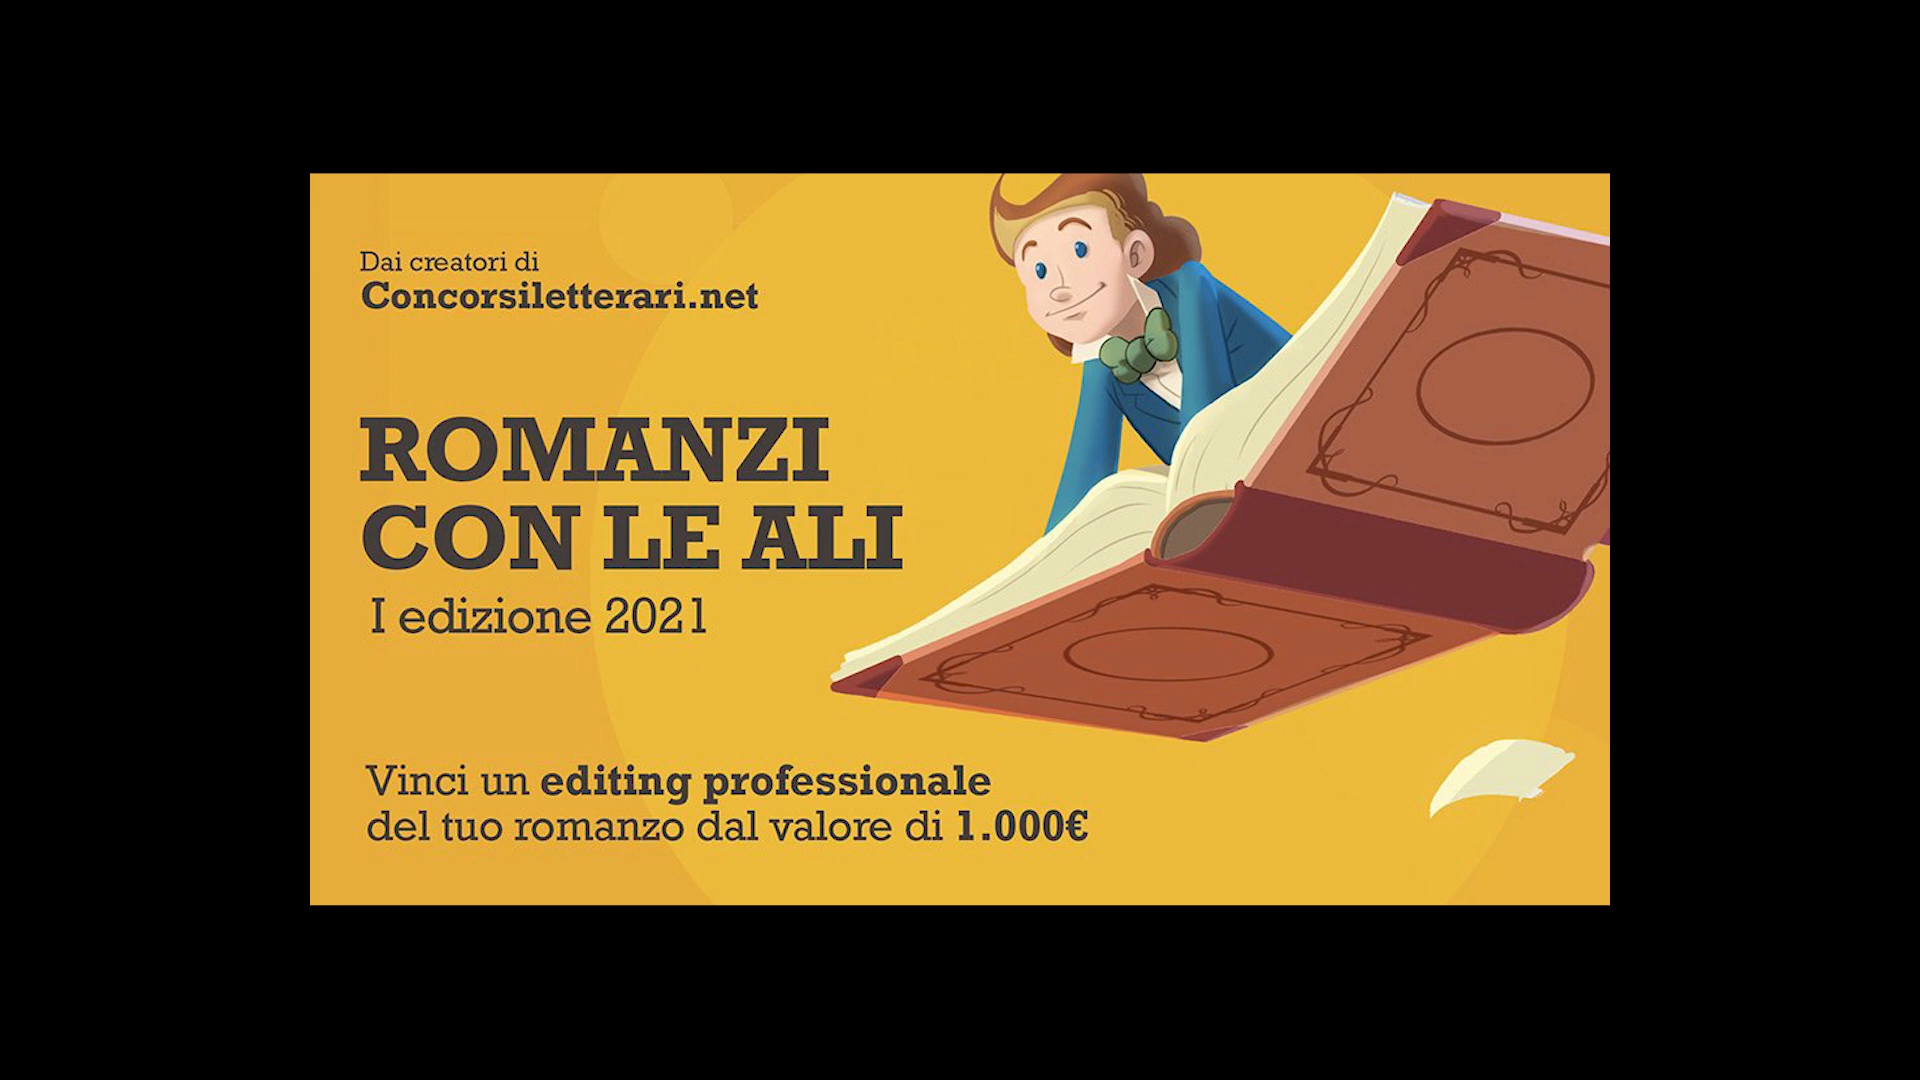 Dai creatori di
Concorsiletterari.net
ROMANZI
CON LE ALI
I edizione 2021
Vinci un editing professionale
del tuo romanzo dal valore di 1.000€